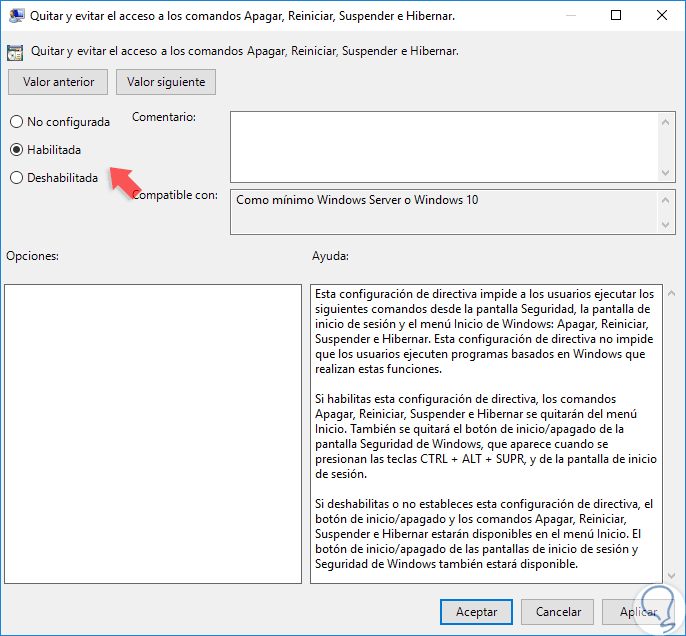 Quitar y evitar el acceso a los comandos Apagar, Reiniciar, Suspender e Hibernar.
Quitar y evitar el acceso a los comandos Apagar, Reiniciar, Suspender e Hibernar.
Valor anterior
Valor siguiente
No configurada
Habilitada
Deshabilitada
Comentario:
Compatible con:
Como mínimo Windows Server o Windows 10
Opciones:
Ayuda:
Esta configuración de directiva impide a los usuarios ejecutar los
siguientes comandos desde la pantalla Seguridad, la pantalla de
inicio de sesión y el menú Inicio de Windows: Apagar, Reiniciar,
Suspender e Hibernar. Esta configuración de directiva no impide
que los usuarios ejecuten programas basados en Windows que
realizan estas funciones.
Si habilitas esta configuración de directiva, los comandos
Apagar, Reiniciar, Suspender e Hibernar se quitarán del menú
Inicio. También se quitará el botón de inicio/apagado de la
pantalla Seguridad de Windows, que aparece cuando se
presionan las teclas CTRL + ALT + SUPR, y de la pantalla de inicio
de sesión.
Si deshabilitas o no estableces esta configuración de directiva, el
botón de inicio/apagado y los comandos Apagar, Reiniciar,
Suspender e Hibernar estarán disponibles en el menú Inicio. El
botón de inicio/apagado de las pantallas de inicio de sesión y
Seguridad de Windows también estará disponible.
Aceptar
Cancelar
Aplicar